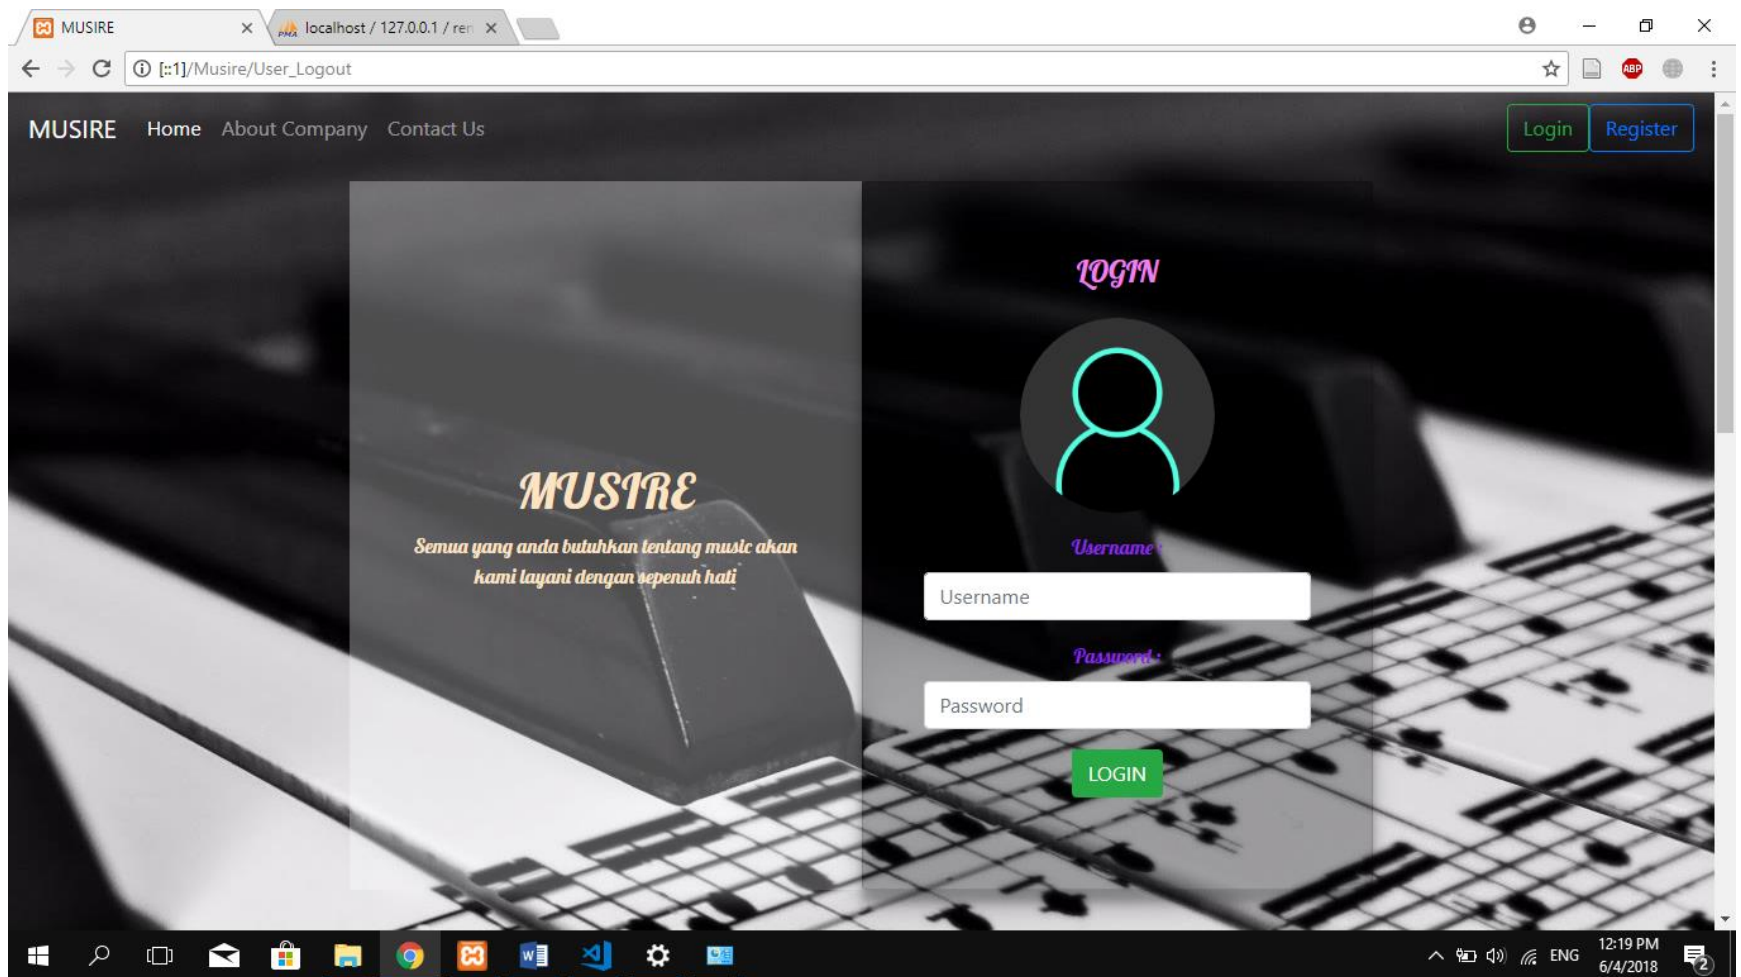 MUSIRE
localhost / 127.0.0.1 / ren
[::1]/Musire/User_Logout
ABP
MUSIRE Home About Company Contact Us Login Register
LOGIN
MUSIRE
Semua yang anda butuhkan tentang music akan
kami layani dengan sepenuh hati
Username :
Username
Password :
Password
LOGIN
ENG
12:19 PM
6/4/2018
2